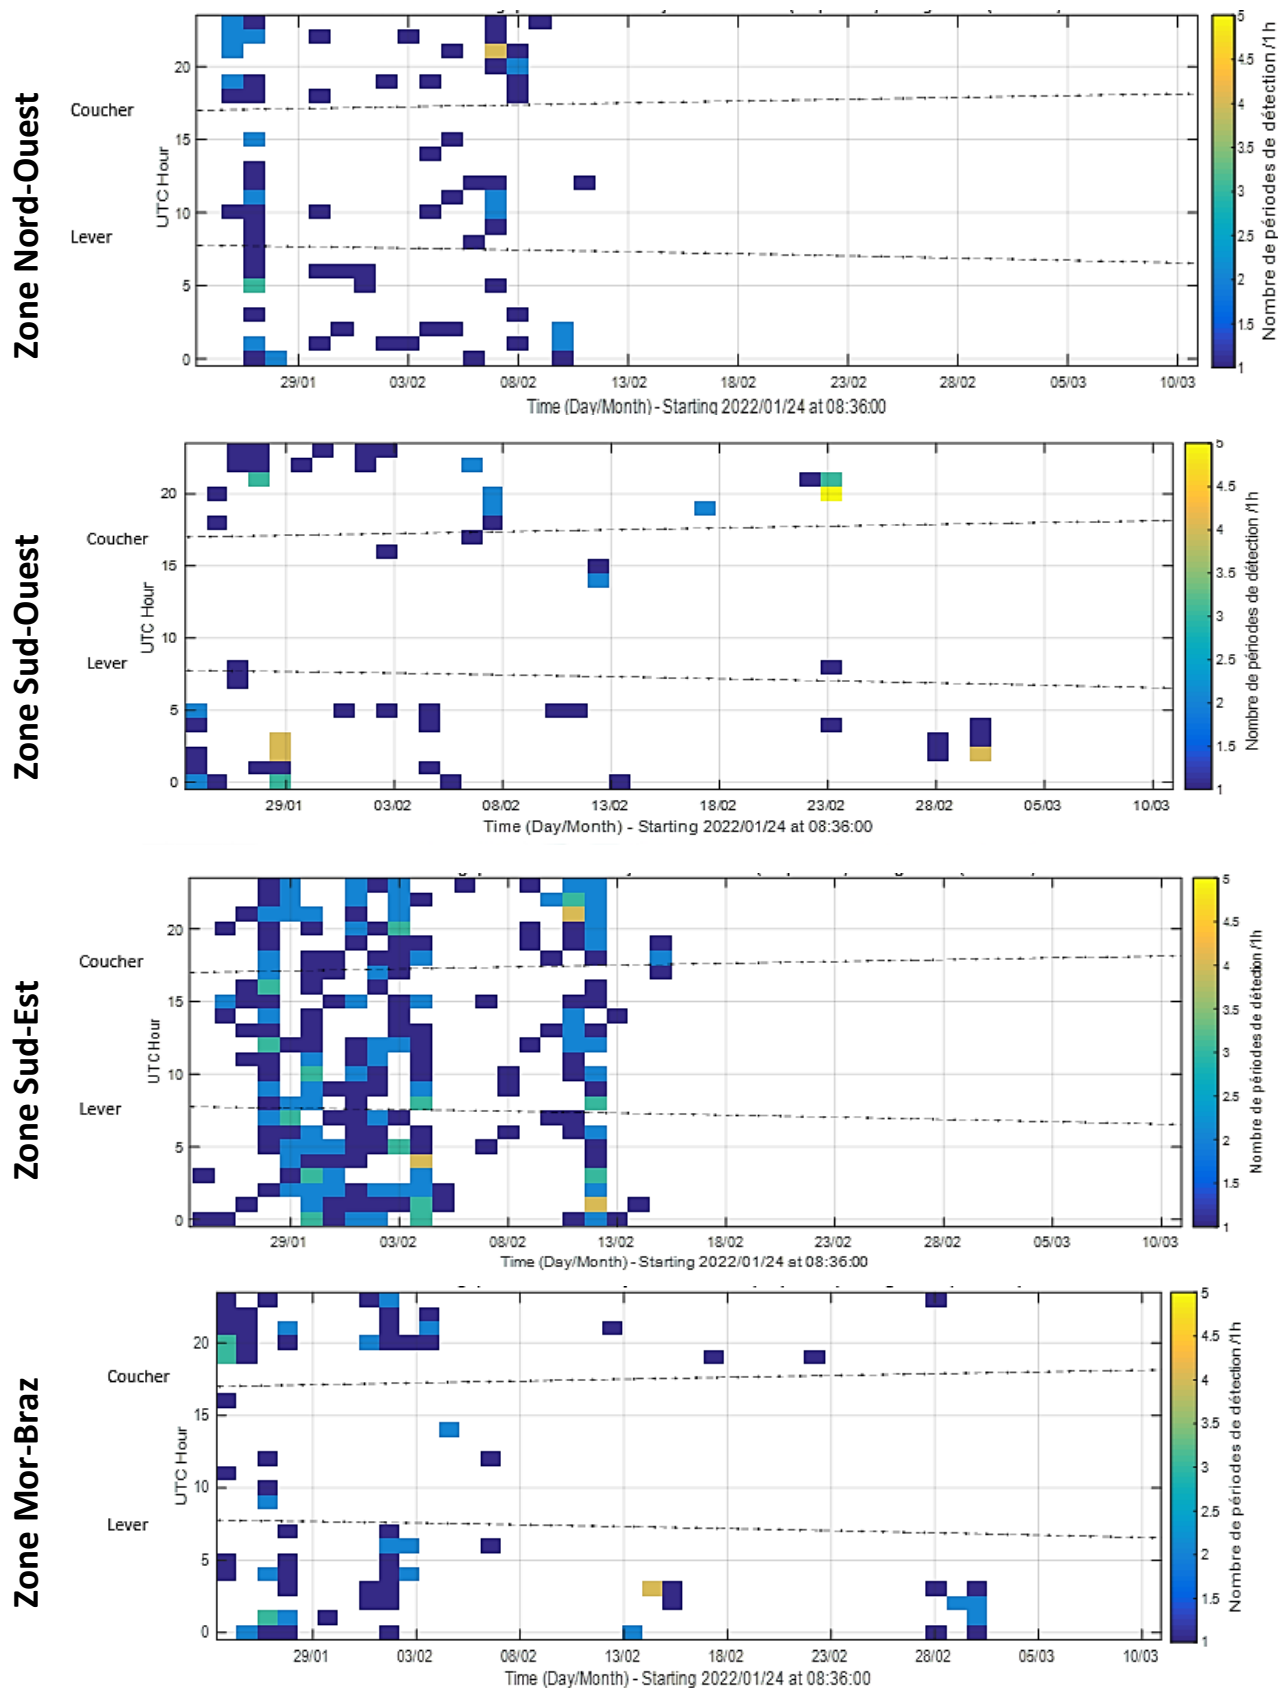 Zone Nord-Ouest
Coucher
Lever
UTC Hour
20
15
10
5
0
29/01 03/02 08/02 13/02 18/02 23/02 28/02 05/03 10/03
Time (Day/Month) - Starting 2022/01/24 at 08:36:00
5
4.5
4
3.5
3
2.5
2
1.5
1
Nombre de périodes de détection /1h
Zone Sud-Ouest
Coucher
Lever
UTC Hour
20
15
10
5
0
29/01 03/02 08/02 13/02 18/02 23/02 28/02 05/03 10/03
Time (Day/Month) - Starting 2022/01/24 at 08:36:00
5
4.5
4
3.5
3
2.5
2
1.5
1
Nombre de périodes de détection /1h
Zone Sud-Est
Coucher
Lever
UTC Hour
20
15
10
5
0
29/01 03/02 08/02 13/02 18/02 23/02 28/02 05/03 10/03
Time (Day/Month) - Starting 2022/01/24 at 08:36:00
5
4.5
4
3.5
3
2.5
2
1.5
1
Nombre de périodes de détection /1h
Zone Mor-Braz
Coucher
Lever
UTC Hour
20
15
10
5
0
29/01 03/02 08/02 13/02 18/02 23/02 28/02 05/03 10/03
Time (Day/Month) - Starting 2022/01/24 at 08:36:00
5
4.5
4
3.5
3
2.5
2
1.5
1
Nombre de périodes de détection /1h